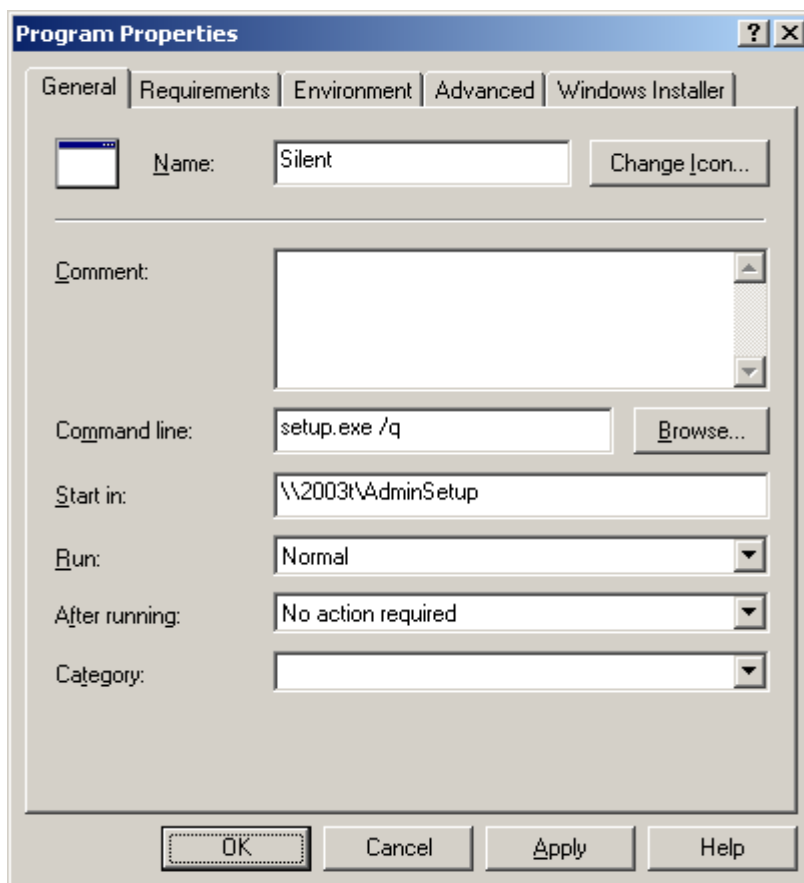 Program Properties
General Requirements Environment Advanced Windows Installer
Name: Silent Change Icon...
Comment:
Command line: setup.exe /q Browse...
Start in: \\2003t\AdminSetup
Run: Normal
After running: No action required
Category:
OK Cancel Apply Help